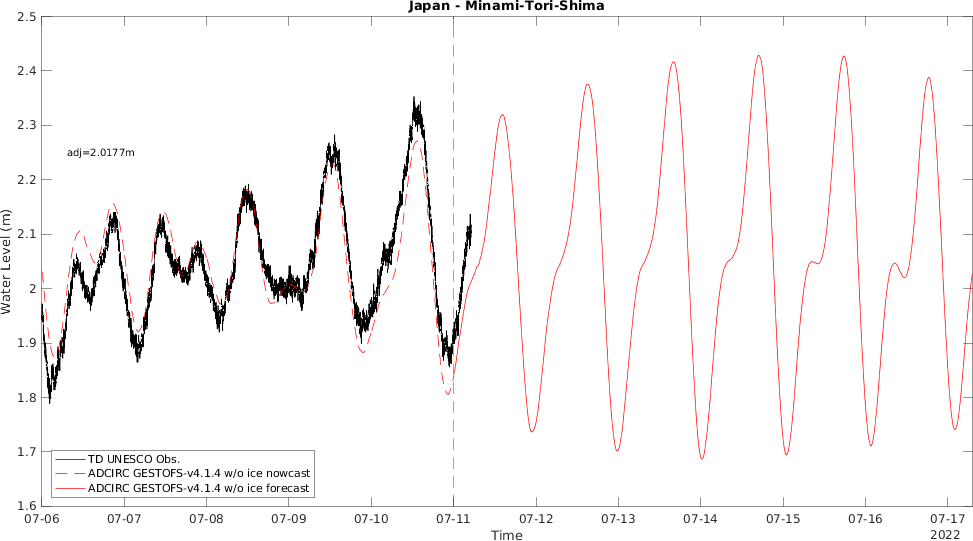 Japan - Minami-Tori-Shima
2.5
2.4
2.3
2.2
2.1
2
1.9
1.8
1.7
1.6
Water Level (m)
adj=2.0177m
TD UNESCO Obs.
ADCIRC GESTOFS-v4.1.4 w/o ice nowcast
ADCIRC GESTOFS-v4.1.4 w/o ice forecast
07-06 07-07 07-08 07-09 07-10 07-11 07-12 07-13 07-14 07-15 07-16 07-17
2022
Time